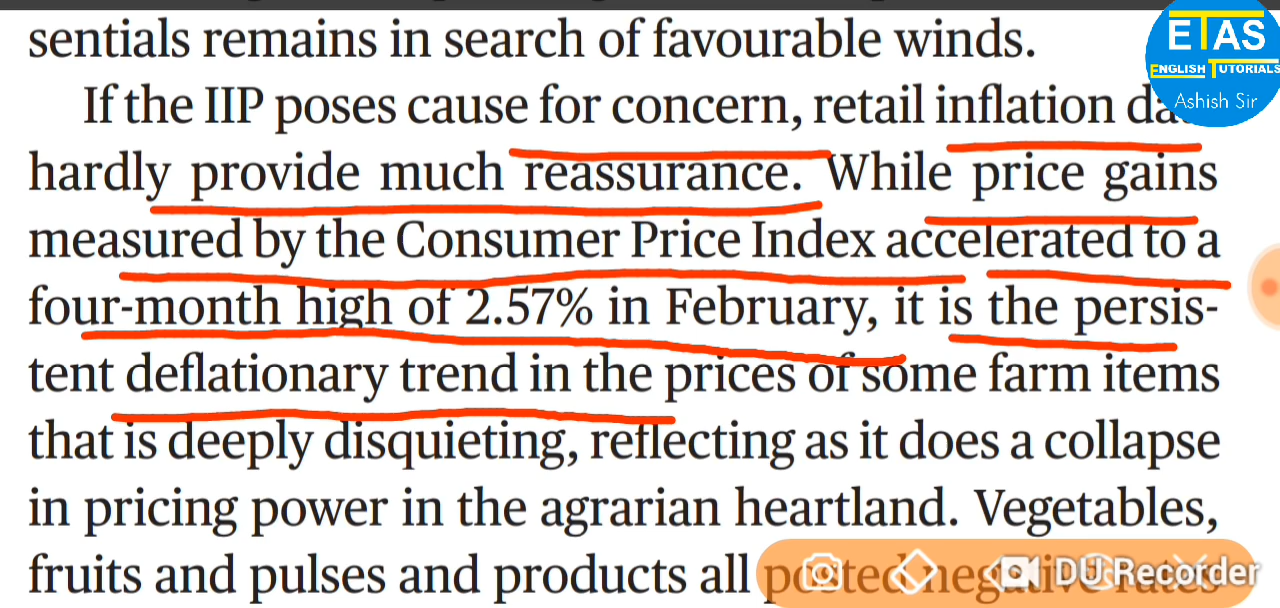 sentials remains in search of favourable winds.
If the IIP poses cause for concern, retail inflation
hardly provide much reassurance. While price gains
measured by the Consumer Price Index accelerated to a
four-month high of 2.57% in February, it is the persis-
tent deflationary trend in the prices of some farm items
that is deeply disquieting, reflecting as it does a collapse
in pricing power in the agrarian heartland. Vegetables,
fruits and pulses and products all posted negative rates
ETAS
ENGLISH TUTORIALS
Ashish Sir
DU Recorder